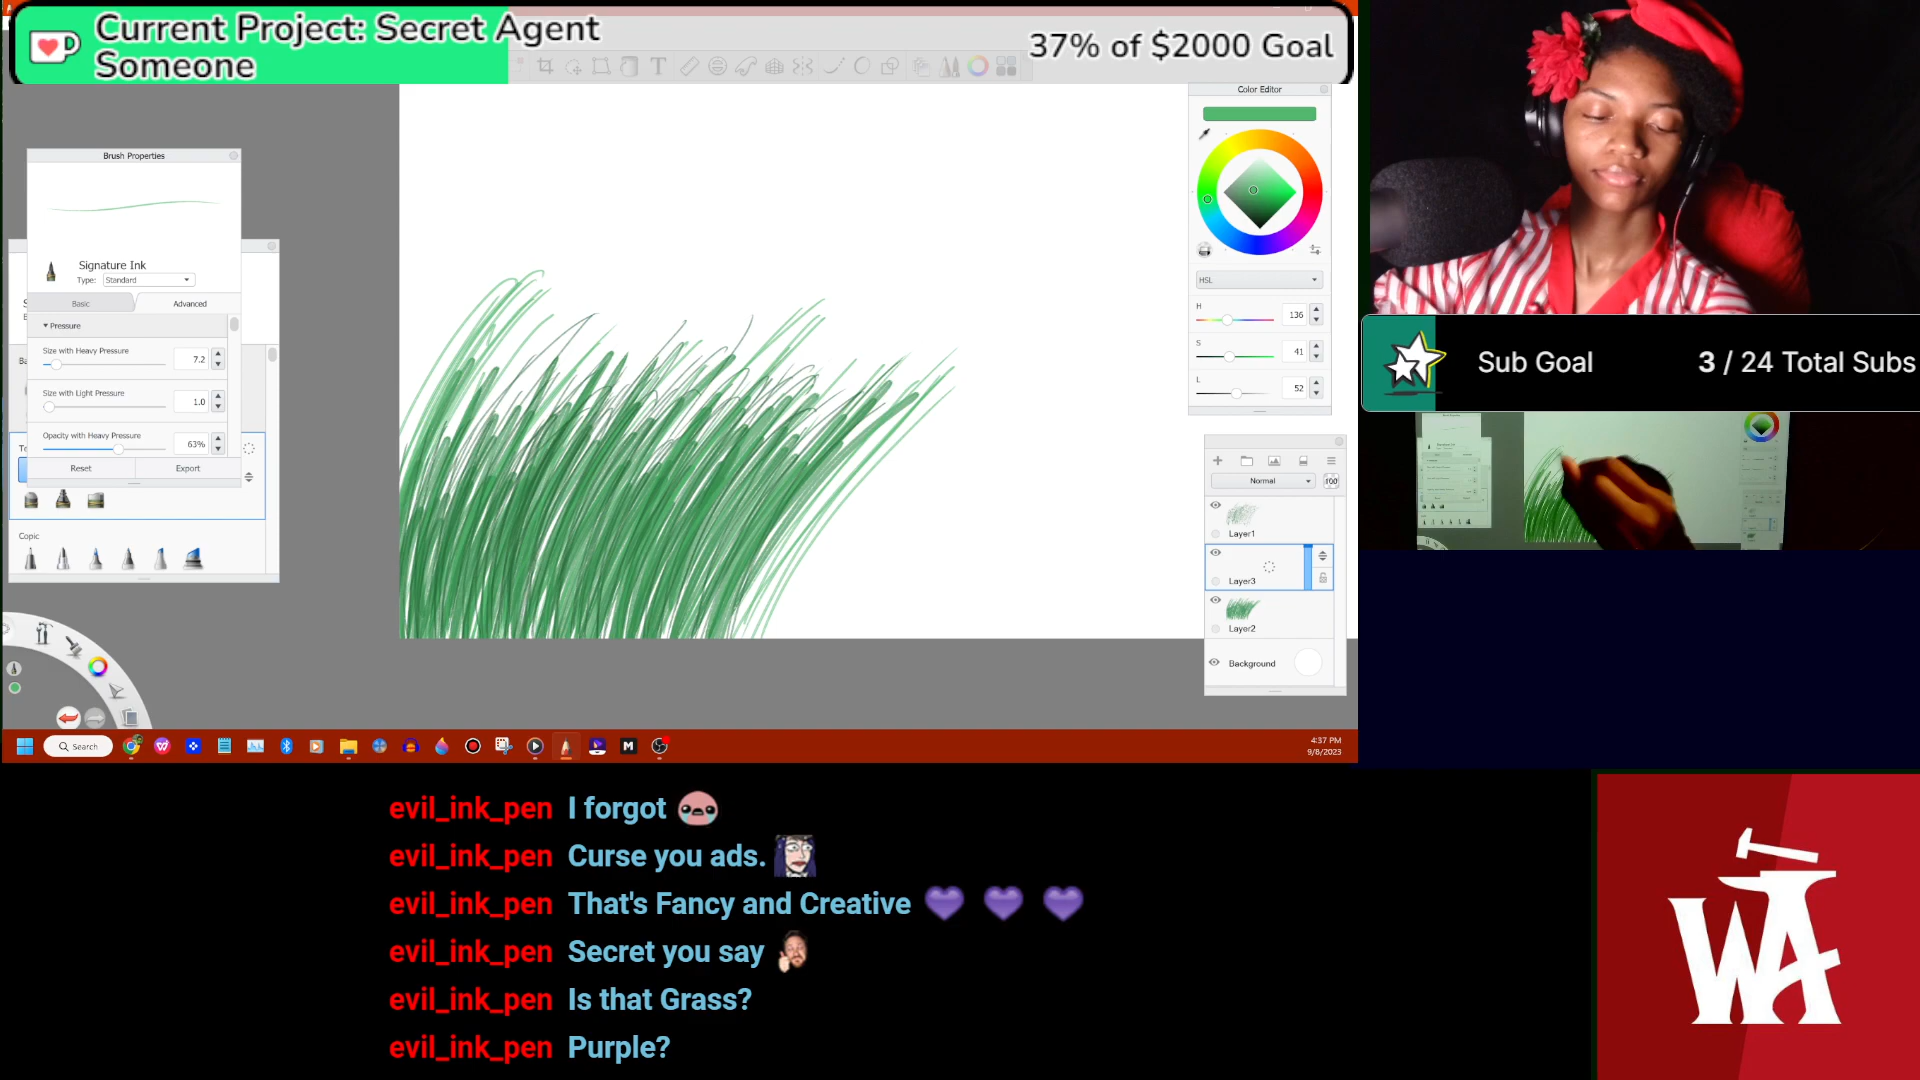 Current Project: Secret Agent
Someone
37% of $2000 Goal
T
Color Editor
Brush Properties
Signature Ink
Type: Standard
Basic
Advanced
Pressure
Size with Heavy Pressure
7.2
Size with Light Pressure
1.0
Opacity with Heavy Pressure
63%
Reset
Export
Copic
HSL
H
136
S
41
L
52
Normal
100
Layer1
Layer3
Layer2
Background
Sub Goal
3 / 24 Total Subs
Search
M
4:37 PM
9/8/2023
evil_ink_pen I forgot
evil_ink_pen Curse you ads.
evil_ink_pen That's Fancy and Creative
evil_ink_pen Secret you say
evil_ink_pen Is that Grass?
evil_ink_pen Purple?
WA